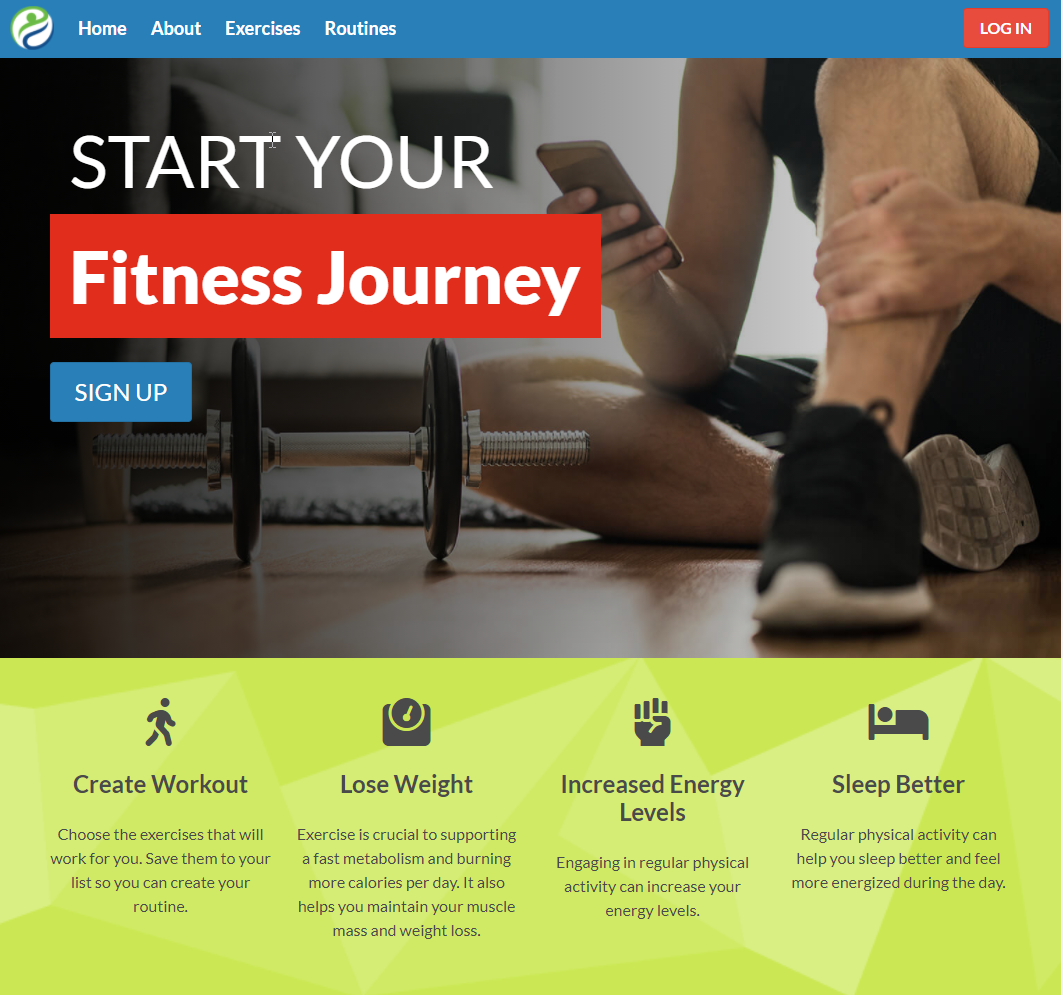 Home About Exercises Routines LOG IN
START YOUR
Fitness Journey
SIGN UP
Create Workout
Choose the exercises that will
work for you. Save them to your
list so you can create your
routine.
Lose Weight
Exercise is crucial to supporting
a fast metabolism and burning
more calories per day. It also
helps you maintain your muscle
mass and weight loss.
Increased Energy
Levels
Engaging in regular physical
activity can increase your
energy levels.
Sleep Better
Regular physical activity can
help you sleep better and feel
more energized during the day.